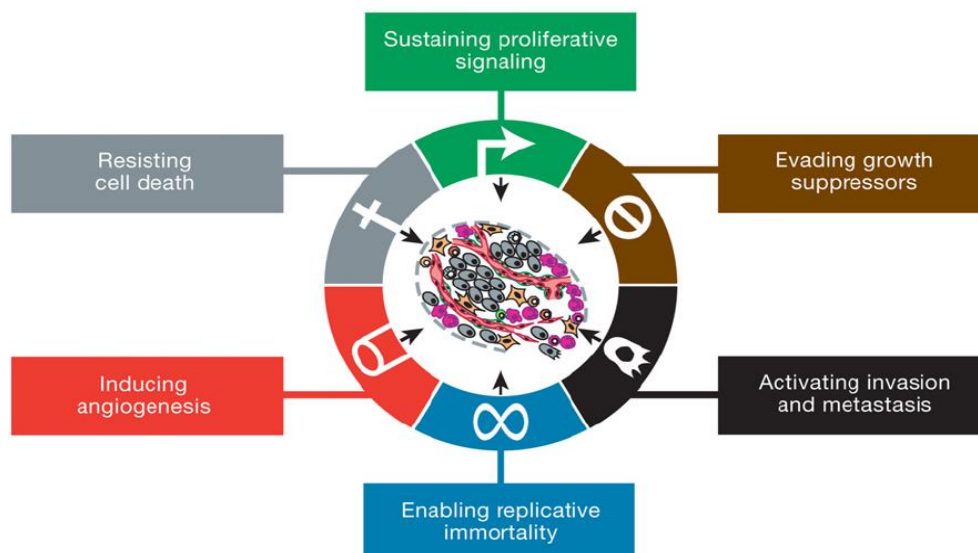 Sustaining proliferative
signaling
Resisting
cell death
Evading growth
suppressors
Inducing
angiogenesis
Activating invasion
and metastasis
Enabling replicative
immortality